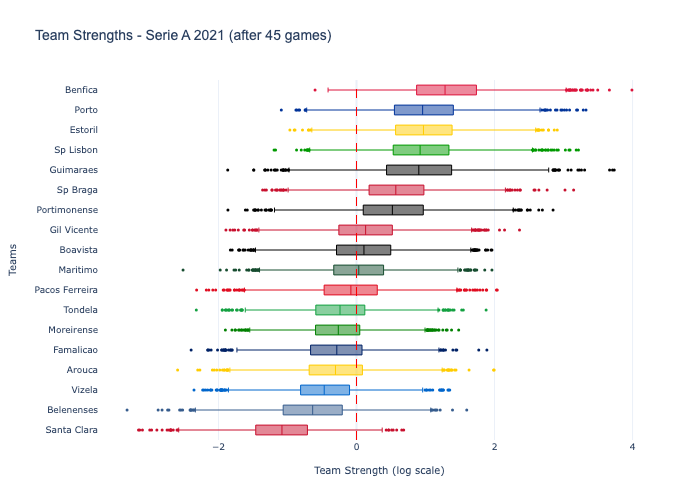 Team Strengths - Serie A 2021 (after 45 games)
Benfica
Porto
Estoril
Sp Lisbon
Guimaraes
Sp Braga
Portimonense
Gil Vicente
Boavista
Maritimo
Pacos Ferreira
Tondela
Moreirense
Famalicao
Arouca
Vizela
Belenenses
Santa Clara
Teams
−2 0 2 4
Team Strength (log scale)